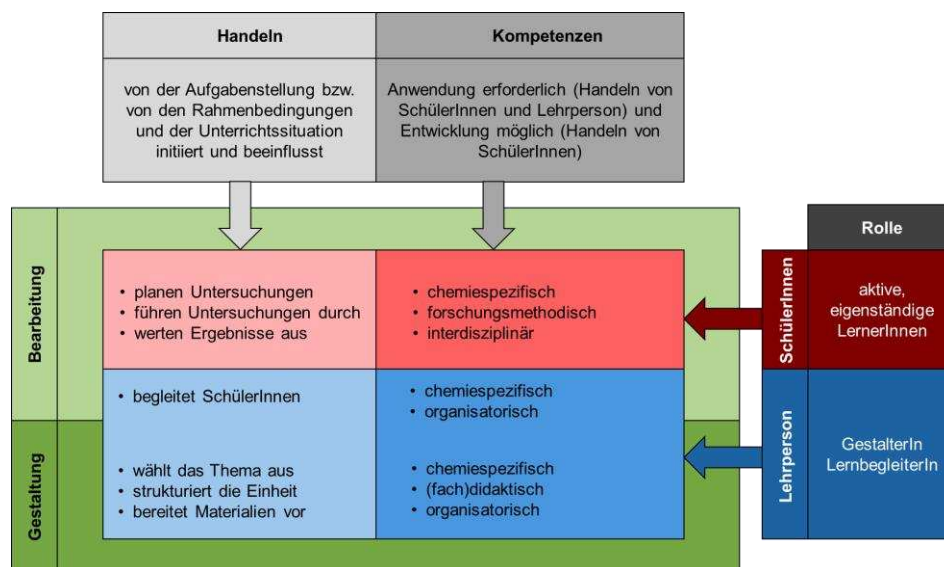 Handeln
Kompetenzen
von der Aufgabenstellung bzw.
von den Rahmenbedingungen
und der Unterrichtssituation
initiiert und beeinflusst
Anwendung erforderlich (Handeln von
SchülerInnen und Lehrperson) und
Entwicklung möglich (Handeln von
SchülerInnen)
Rolle
Bearbeitung
• planen Untersuchungen
• führen Untersuchungen durch
• werten Ergebnisse aus
• chemiespezifisch
• forschungsmethodisch
• interdisziplinär
SchülerInnen
aktive,
eigenständige
LernerInnen
• begleitet SchülerInnen
• chemiespezifisch
• organisatorisch
Gestaltung
• wählt das Thema aus
• strukturiert die Einheit
• bereitet Materialien vor
• chemiespezifisch
• (fach)didaktisch
• organisatorisch
Lehrperson
GestalterIn
LernbegleiterIn